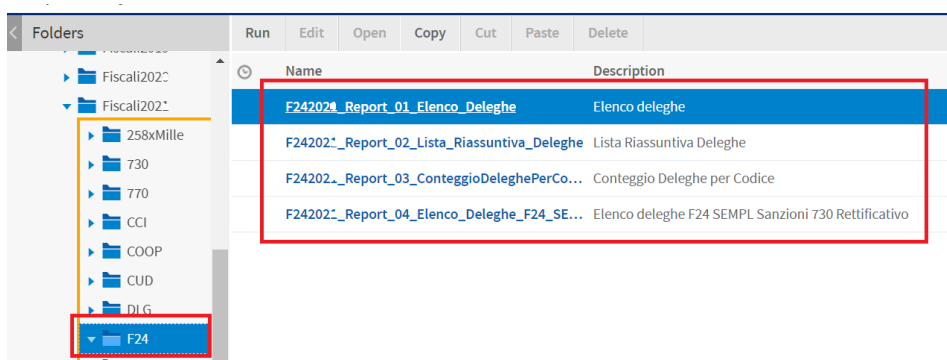 Folders
Run Edit Open Copy Cut Paste Delete
Name Description
_Report_01_Elenco_Deleghe Elenco deleghe
_Report_02_Lista_Riassuntiva_Deleghe Lista Riassuntiva Deleghe
_Report_03_ConteggioDeleghePerCo... Conteggio Deleghe per Codice
_Report_04_Elenco_Deleghe_F24_SE... Elenco deleghe F24 SEMPL Sanzioni 730 Rettificativo
258xMille
730
770
CCI
COOP
CUD
DLG
F24